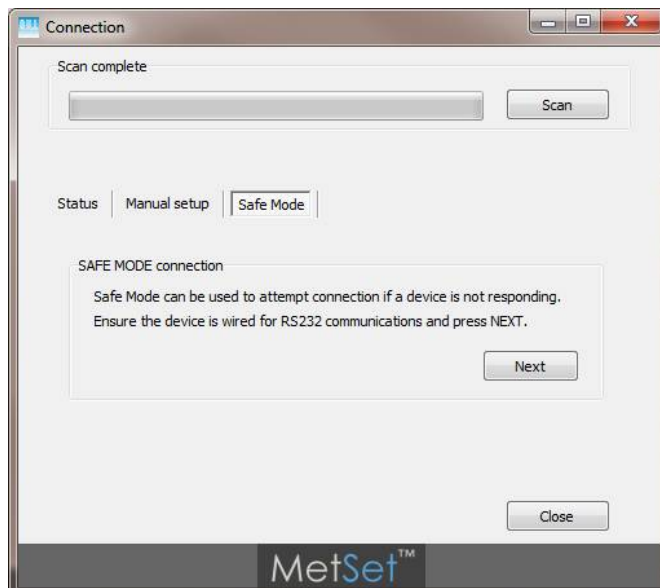 Connection
Scan complete
Scan
Status
Manual setup
Safe Mode
SAFE MODE connection
Safe Mode can be used to attempt connection if a device is not responding.
Ensure the device is wired for RS232 communications and press NEXT.
Next
Close
MetSet™